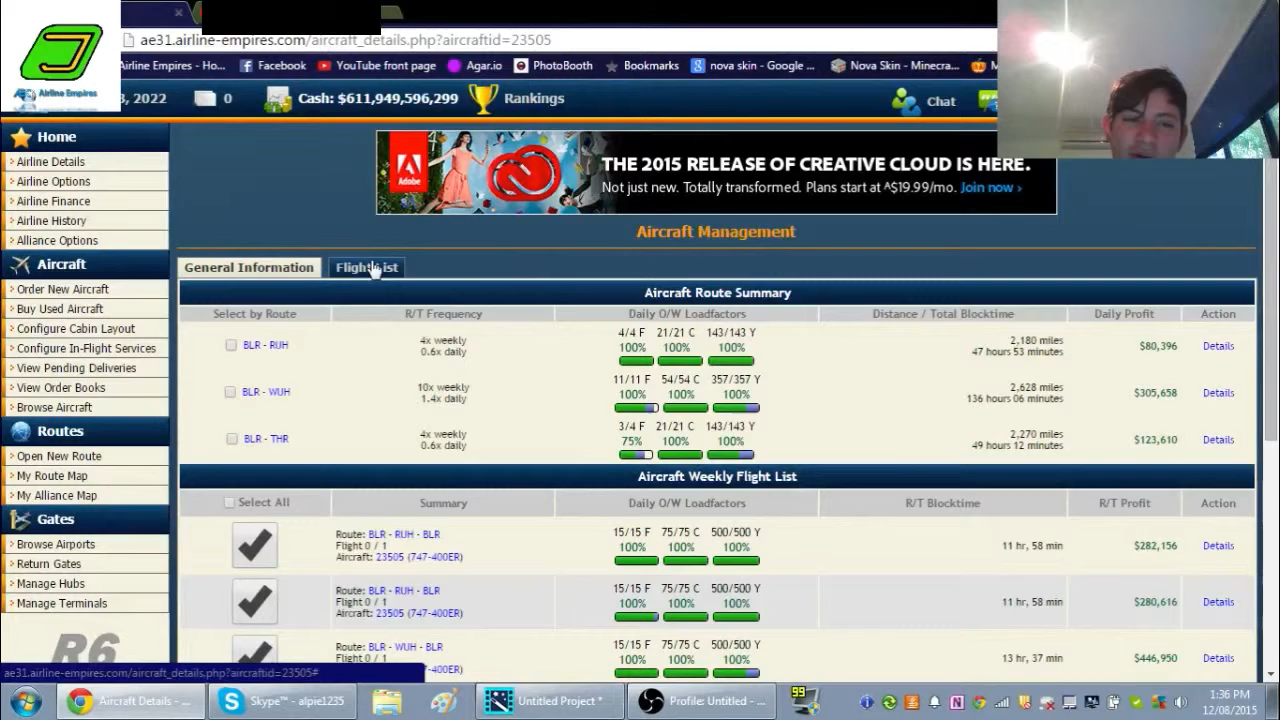 ae31.airline-empires.com/aircraft_details.php?aircraftid=23505
Airline Empires - Ho...
Facebook
YouTube front page
Agar.io
PhotoBooth
Bookmarks
nova skin - Google ...
Nova Skin - Minecra...
Airline Empires
3, 2022
0
Cash: $611,949,596,299
Rankings
Chat
Home
Airline Details
Airline Options
Airline Finance
Airline History
Alliance Options
Aircraft
Order New Aircraft
Buy Used Aircraft
Configure Cabin Layout
Configure In-Flight Services
View Pending Deliveries
View Order Books
Browse Aircraft
Routes
Open New Route
My Route Map
My Alliance Map
Gates
Browse Airports
Return Gates
Manage Hubs
Manage Terminals
R6
Adobe
THE 2015 RELEASE OF CREATIVE CLOUD IS HERE.
Not just new. Totally transformed. Plans start at A$19.99/mo. Join now ›
Aircraft Management
General Information
Flight List
Aircraft Route Summary
Select by Route R/T Frequency Daily O/W Loadfactors Distance / Total Blocktime Daily Profit Action
4/4 F 21/21 C 143/143 Y
BLR - RUH 4x weekly 100% 100% 100% 2,180 miles $80,396 Details
0.6x daily 47 hours 53 minutes
11/11 F 54/54 C 357/357 Y
BLR - WUH 10x weekly 100% 100% 100% 2,628 miles $305,658 Details
1.4x daily 136 hours 06 minutes
3/4 F 21/21 C 143/143 Y
BLR - THR 4x weekly 75% 100% 100% 2,270 miles $123,610 Details
0.6x daily 49 hours 12 minutes
Aircraft Weekly Flight List
Select All Summary Daily O/W Loadfactors R/T Blocktime R/T Profit Action
Route: BLR - RUH - BLR 15/15 F 75/75 C 500/500 Y
Flight 0 / 1 100% 100% 100% 11 hr, 58 min $282,156 Details
Aircraft: 23505 (747-400ER)
Route: BLR - RUH - BLR 15/15 F 75/75 C 500/500 Y
Flight 0 / 1 100% 100% 100% 11 hr, 58 min $280,616 Details
Aircraft: 23505 (747-400ER)
Route: BLR - WUH - BLR 15/15 F 75/75 C 500/500 Y
Flight 0 / 1 100% 100% 100% 13 hr, 37 min $446,950 Details
-400ER)
ae31.airline-empires.com/aircraft_details.php?aircraftid=23505#
Aircraft Details - ...
Skype™ - alpie1235
Untitled Project *
Profile: Untitled - ...
99
1:36 PM
12/08/2015